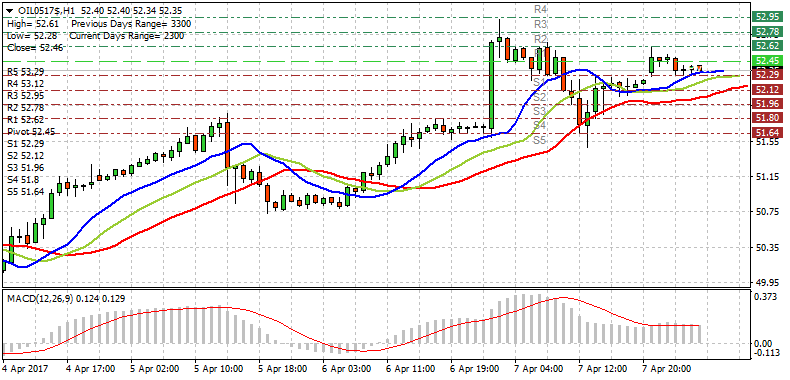 OIL0517$,H1 52.40 52.40 52.34 52.35
High= 52.61 Previous Days Range= 3300
Low= 52.28 Current Days Range= 2300
Close= 52.46
R5 53,29
R4 53,12
R3 52,95
R2 52,78
R1 52,62
Pivot 52,45
S1 52,29
S2 52,12
S3 51,96
S4 51,8
S5 51,64
R4
R3
R2
S1
S2
S3
S4
S5
52.95
52.78
52.62
52.45
52.29
52.12
51.96
51.80
51.64
51.55
51.15
50.75
50.35
49.95
MACD(12,26,9) 0.124 0.129
0.373
0.00
-0.113
4 Apr 2017
4 Apr 17:00
5 Apr 02:00
5 Apr 10:00
5 Apr 18:00
6 Apr 03:00
6 Apr 11:00
6 Apr 19:00
7 Apr 04:00
7 Apr 12:00
7 Apr 20:00